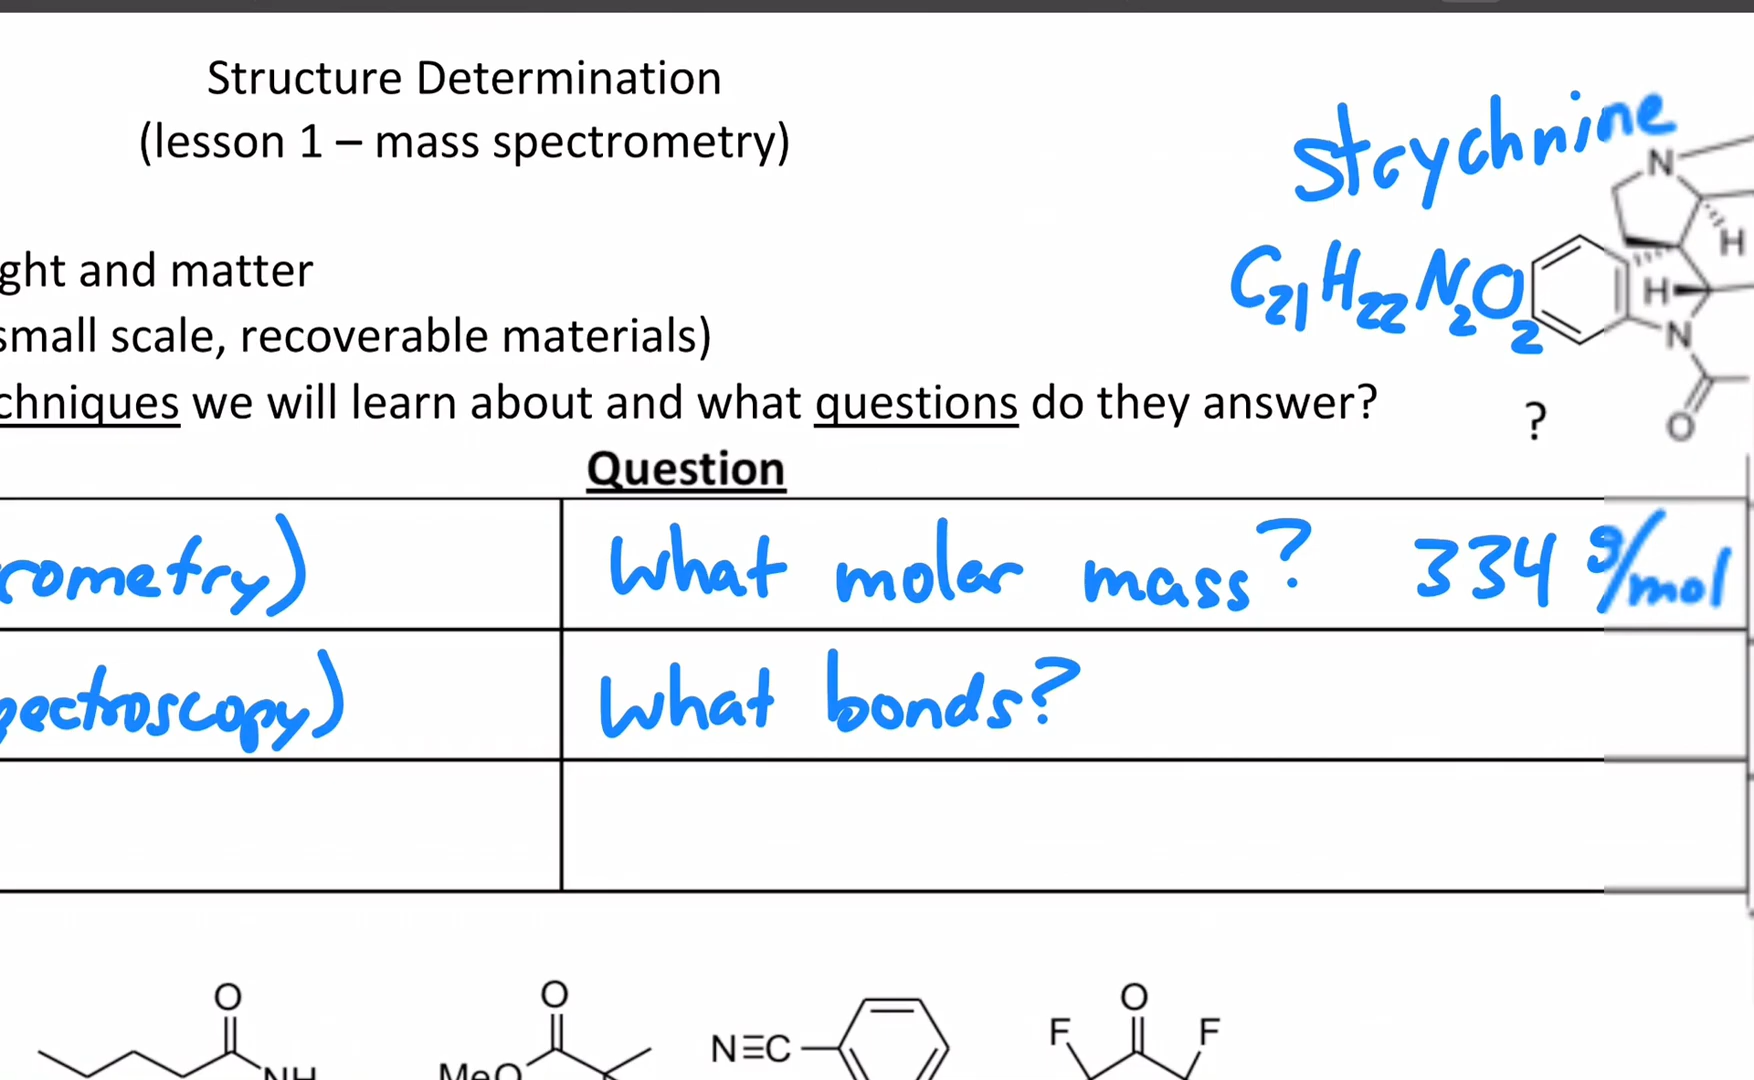 Structure Determination
(lesson 1 – mass spectrometry)
strychnine
N
H
ght and matter
C21H22N2O2
H
N
small scale, recoverable materials)
chniques we will learn about and what questions do they answer?
?
O
Question
rometry) What molar mass? 334 g/mol
pectroscopy) What bonds?
O O O
N≡C F F
NH MeO